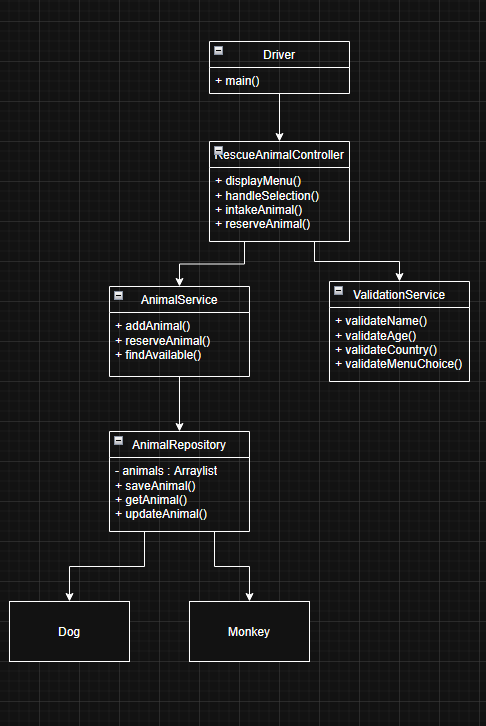 Driver
+ main()
RescueAnimalController
+ displayMenu()
+ handleSelection()
+ intakeAnimal()
+ reserveAnimal()
AnimalService
+ addAnimal()
+ reserveAnimal()
+ findAvailable()
ValidationService
+ validateName()
+ validateAge()
+ validateCountry()
+ validateMenuChoice()
AnimalRepository
- animals : Arraylist
+ saveAnimal()
+ getAnimal()
+ updateAnimal()
Dog
Monkey